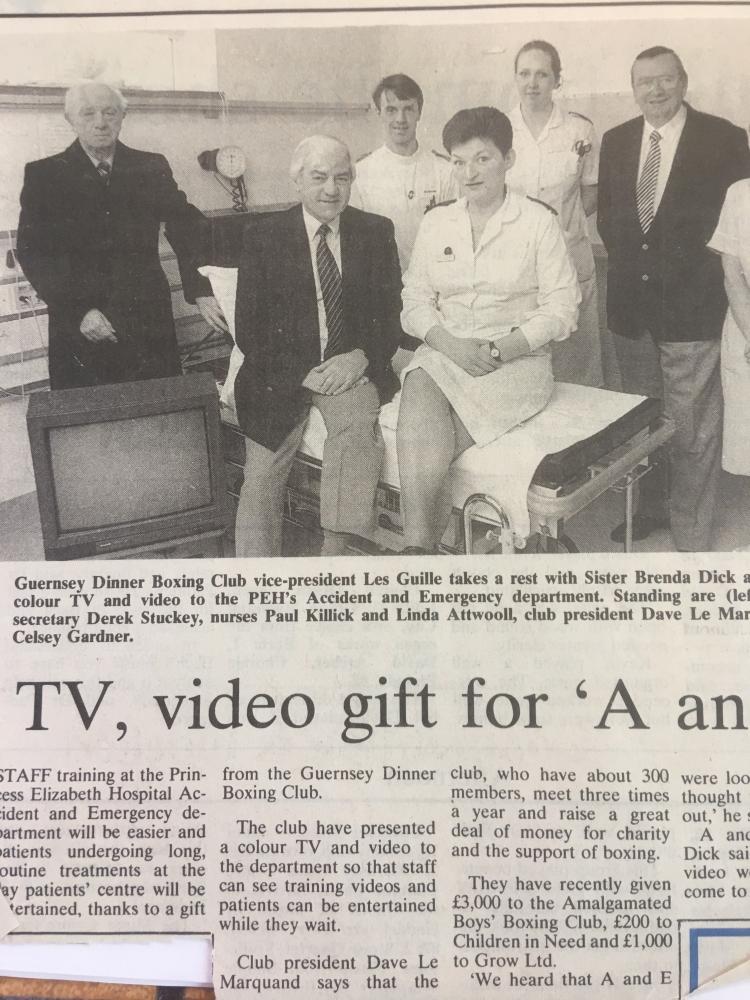 Guernsey Dinner Boxing Club vice-president Les Guille takes a rest with Sister Brenda Dick a
colour TV and video to the PEH's Accident and Emergency department. Standing are (lef
secretary Derek Stuckey, nurses Paul Killick and Linda Attwooll, club president Dave Le Mar
Celsey Gardner.
TV, video gift for ‘A an
STAFF training at the Prin-
cess Elizabeth Hospital Ac-
cident and Emergency de-
partment will be easier and
patients undergoing long,
routine treatments at the
day patients' centre will be
entertained, thanks to a gift
from the Guernsey Dinner
Boxing Club.
The club have presented
a colour TV and video to
the department so that staff
can see training videos and
patients can be entertained
while they wait.
Club president Dave Le
Marquand says that the
club, who have about 300
members, meet three times
a year and raise a great
deal of money for charity
and the support of boxing.
They have recently given
£3,000 to the Amalgamated
Boys' Boxing Club, £200 to
Children in Need and £1,000
to Grow Ltd.
‘We heard that A and E
were loo
thought
out,’ he s
A and
Dick sai
video w
come to